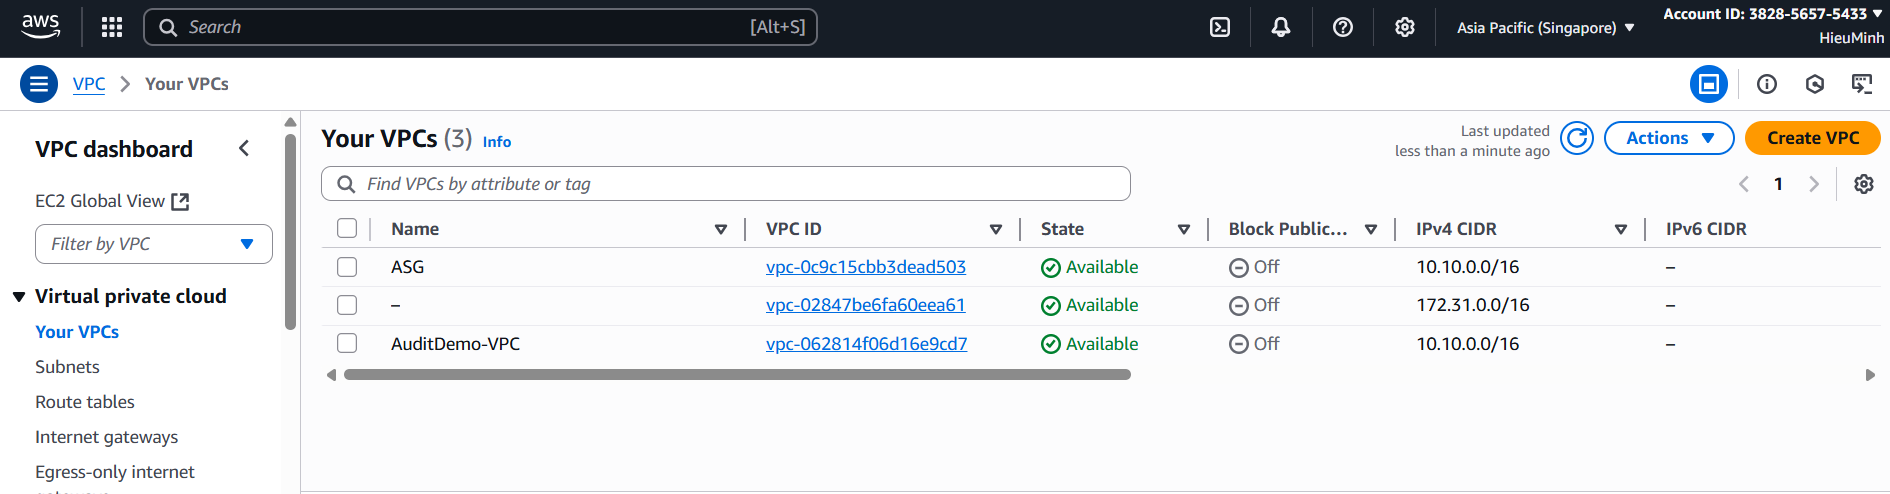 aws
Search [Alt+S]
Asia Pacific (Singapore)
Account ID: 3828-5657-5433
HieuMinh
VPC > Your VPCs
VPC dashboard
EC2 Global View
Filter by VPC
Virtual private cloud
Your VPCs
Subnets
Route tables
Internet gateways
Egress-only internet
Your VPCs (3) Info
Last updated
less than a minute ago
Actions
Create VPC
Find VPCs by attribute or tag
1
Name VPC ID State Block Public... IPv4 CIDR IPv6 CIDR
ASG vpc-0c9c15cbb3dead503 Available Off 10.10.0.0/16 –
– vpc-02847be6fa60eea61 Available Off 172.31.0.0/16 –
AuditDemo-VPC vpc-062814f06d16e9cd7 Available Off 10.10.0.0/16 –